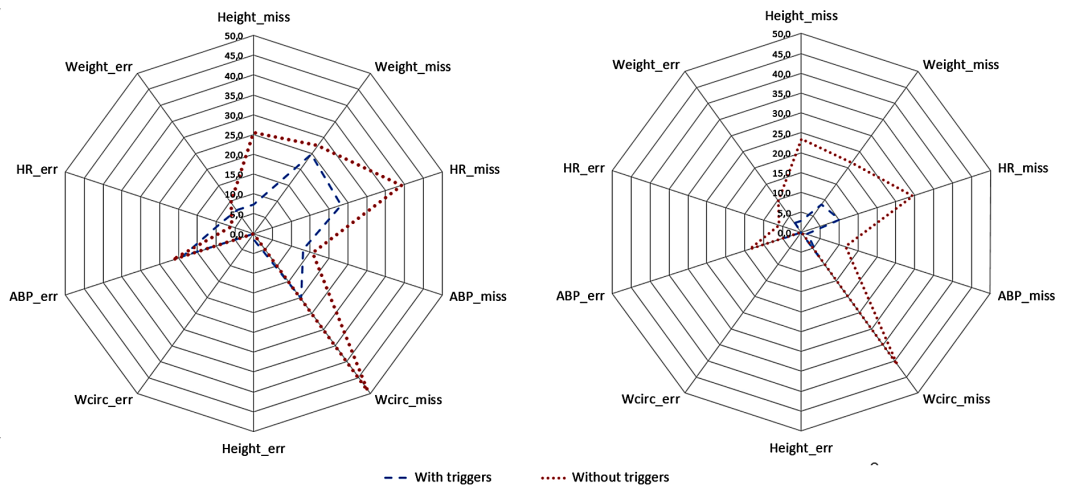 Height_miss
50,0
45,0
40,0
35,0
30,0
25,0
20,0
15,0
10,0
5,0
0,0
Weight_miss
HR_miss
ABP_miss
Wcirc_miss
Height_err
Wcirc_err
ABP_err
HR_err
Weight_err
Height_miss
50,0
45,0
40,0
35,0
30,0
25,0
20,0
15,0
10,0
5,0
0,0
Weight_miss
HR_miss
ABP_miss
Wcirc_miss
Height_err
Wcirc_err
ABP_err
HR_err
Weight_err
With triggers
Without triggers